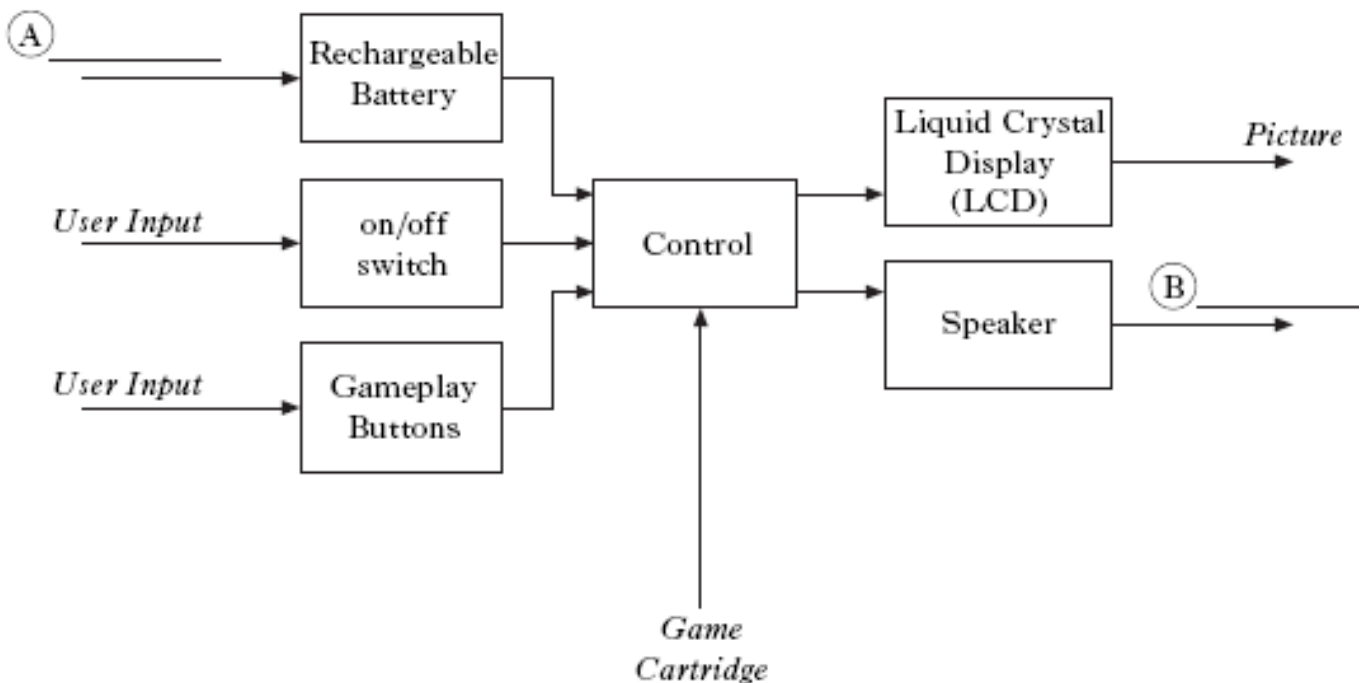 A
Rechargeable
Battery
User Input
on/off
switch
User Input
Gameplay
Buttons
Control
Game
Cartridge
Liquid Crystal
Display
(LCD)
Picture
Speaker
B